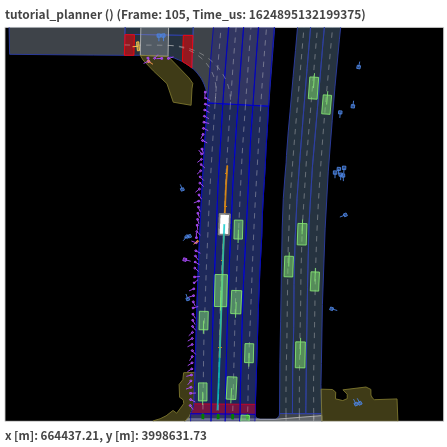 tutorial_planner () (Frame: 105, Time_us: 1624895132199375)
x [m]: 664437.21, y [m]: 3998631.73